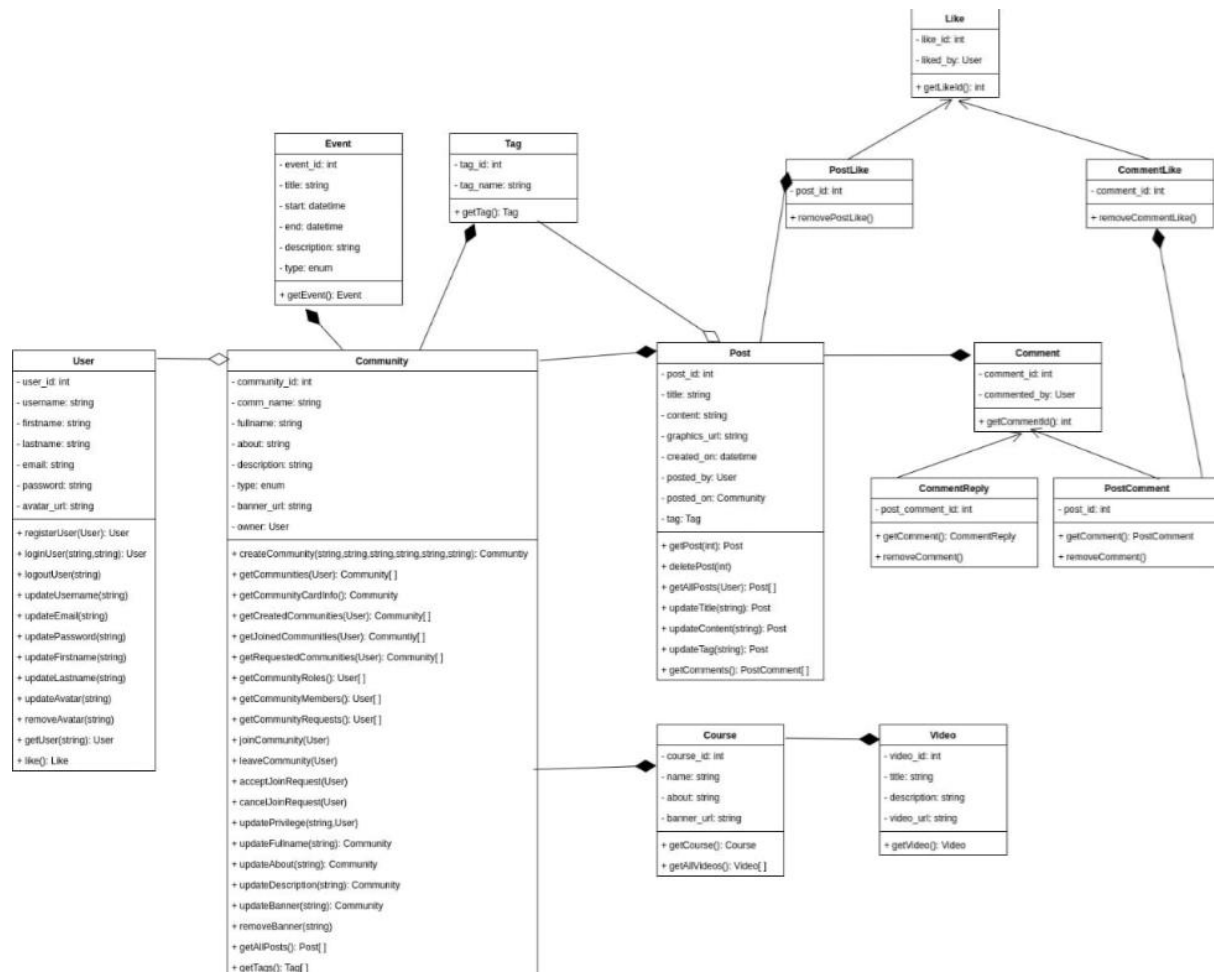 Like
- like_id: int
- liked_by: User
+ getLikeId(): int
Event
- event_id: int
- title: string
- start: datetime
- end: datetime
- description: string
- type: enum
+ getEvent(): Event
Tag
- tag_id: int
- tag_name: string
+ getTag(): Tag
PostLike
- post_id: int
+ removePostLike()
CommentLike
- comment_id: int
+ removeCommentLike()
User
- user_id: int
- username: string
- firstname: string
- lastname: string
- email: string
- password: string
- avatar_url: string
+ registerUser(User): User
+ loginUser(string,string): User
+ logoutUser(string)
+ updateUsername(string)
+ updateEmail(string)
+ updatePassword(string)
+ updateFirstname(string)
+ updateLastname(string)
+ updateAvatar(string)
+ removeAvatar(string)
+ getUser(string): User
+ like(): Like
Community
- community_id: int
- comm_name: string
- fullname: string
- about: string
- description: string
- type: enum
- banner_url: string
- owner: User
+ createCommunity(string,string,string,string,string,string): Communtiy
+ getCommunities(User): Community[ ]
+ getCommunityCardInfo(): Community
+ getCreatedCommunities(User): Community[ ]
+ getJoinedCommunities(User): Communtiy[ ]
+ getRequestedCommunities(User): Community[ ]
+ getCommunityRoles(): User[ ]
+ getCommunityMembers(): User[ ]
+ getCommunityRequests(): User[ ]
+ joinCommunity(User)
+ leaveCommunity(User)
+ acceptJoinRequest(User)
+ cancelJoinRequest(User)
+ updatePrivilege(string,User)
+ updateFullname(string): Community
+ updateAbout(string): Community
+ updateDescription(string): Community
+ updateBanner(string): Community
+ removeBanner(string)
+ getAllPosts(): Post[ ]
+ getTags(): Tag[ ]
Post
- post_id: int
- title: string
- content: string
- graphics_url: string
- created_on: datetime
- posted_by: User
- posted_on: Community
- tag: Tag
+ getPost(int): Post
+ deletePost(int)
+ getAllPosts(User): Post[ ]
+ updateTitle(string): Post
+ updateContent(string): Post
+ updateTag(string): Post
+ getComments(): PostComment[ ]
Comment
- comment_id: int
- commented_by: User
+ getCommentId(): int
CommentReply
- post_comment_id: int
+ getComment(): CommentReply
+ removeComment()
PostComment
- post_id: int
+ getComment(): PostComment
+ removeComment()
Course
- course_id: int
- name: string
- about: string
- banner_url: string
+ getCourse(): Course
+ getAllVideos(): Video[ ]
Video
- video_id: int
- title: string
- description: string
- video_url: string
+ getVideo(): Video